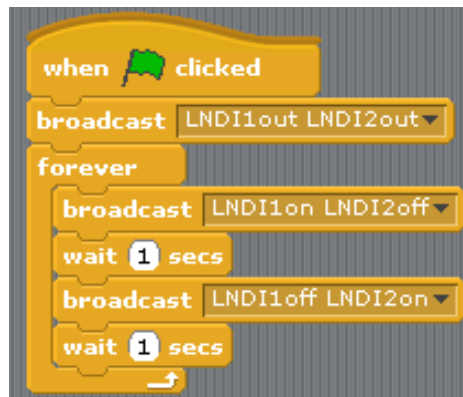 when clicked
broadcast LNDI1out LNDI2out
forever
broadcast LNDI1on LNDI2off
wait 1 secs
broadcast LNDI1off LNDI2on
wait 1 secs